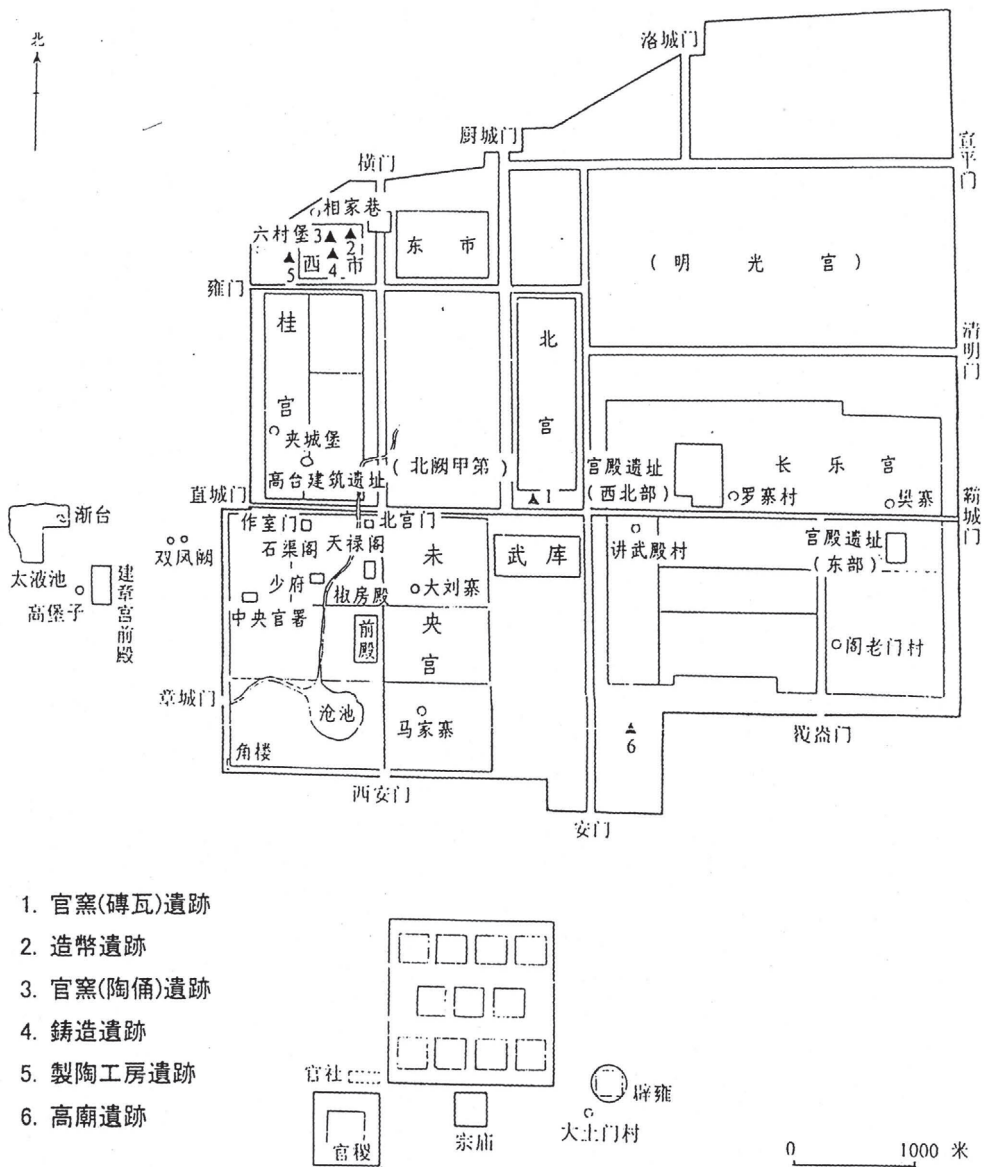 北
洛城门
厨城门
宣平门
横门
相家巷
六村堡
3
2
5
4
西 市
东 市
(明光宫)
雍门
清明门
桂宫
北宫
夹城堡
高台建筑遗址
(北阙甲第)
宫殿遗址
(西北部)
长乐宫
罗寨村
樊寨
霸城门
直城门
1
渐台
太液池
高堡子
建章宫前殿
双凤阙
作室门
北宫门
石渠阁
天禄阁
少府
椒房殿
中央官署
大刘寨
未央宫
前殿
武库
讲武殿村
宫殿遗址
(东部)
阁老门村
章城门
沧池
马家寨
角楼
西安门
安门
6
覆盎门
1. 官窯(磚瓦)遺跡
2. 造幣遺跡
3. 官窯(陶俑)遺跡
4. 鋳造遺跡
5. 製陶工房遺跡
6. 高廟遺跡
官社
官稷
宗庙
辟雍
大土门村
0 1000 米